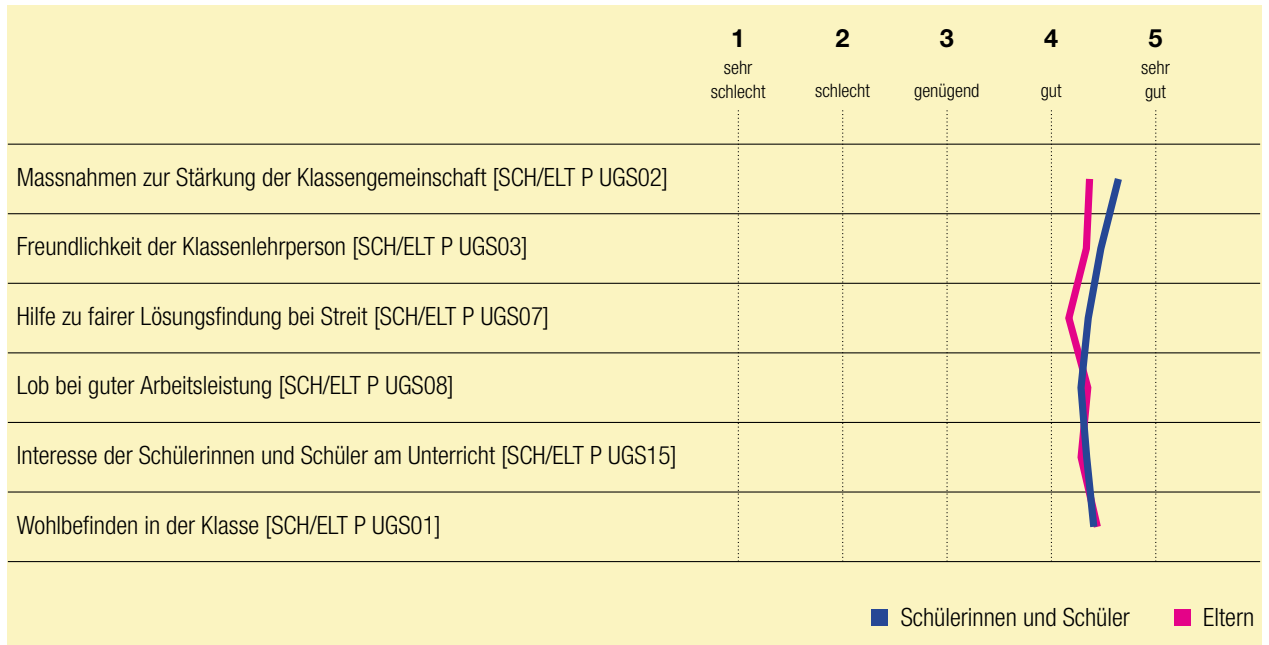 1 2 3 4 5
sehr schlecht schlecht genügend gut sehr gut
Massnahmen zur Stärkung der Klassengemeinschaft [SCH/ELT P UGS02]
Freundlichkeit der Klassenlehrperson [SCH/ELT P UGS03]
Hilfe zu fairer Lösungsfindung bei Streit [SCH/ELT P UGS07]
Lob bei guter Arbeitsleistung [SCH/ELT P UGS08]
Interesse der Schülerinnen und Schüler am Unterricht [SCH/ELT P UGS15]
Wohlbefinden in der Klasse [SCH/ELT P UGS01]
Schülerinnen und Schüler Eltern